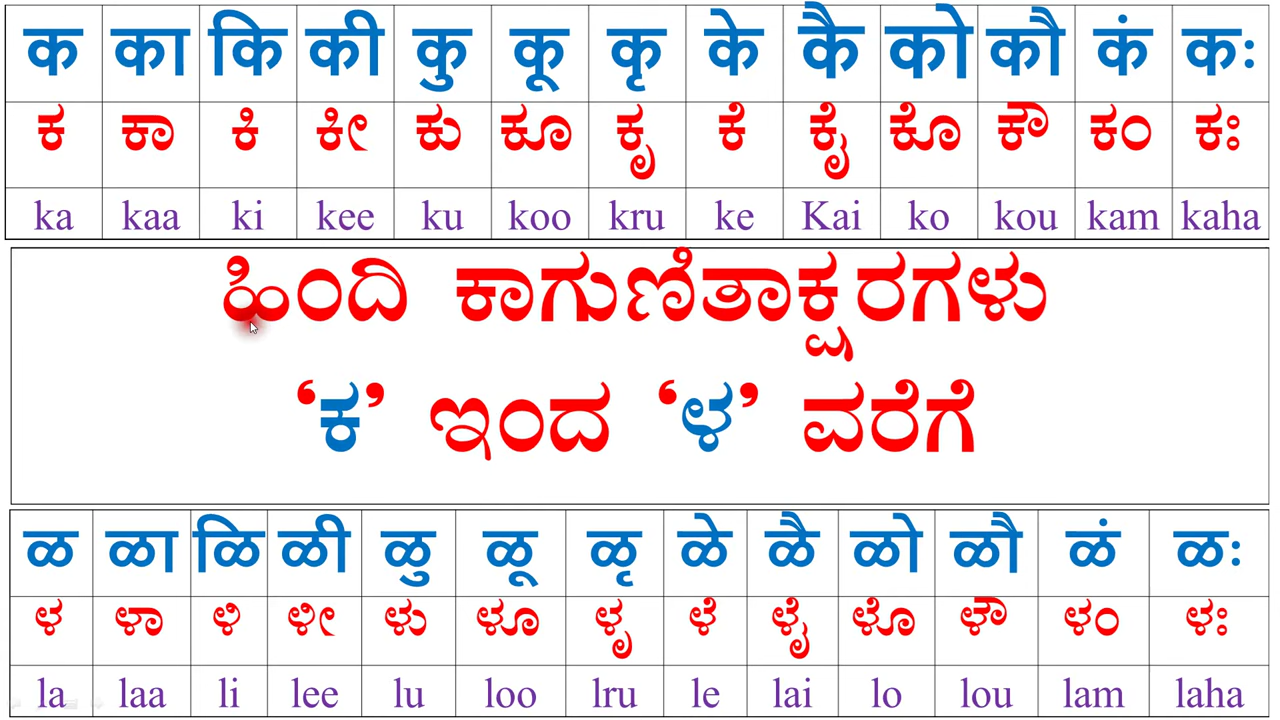 क का कि की कु कू कृ के कै को कौ कं कः
ಕ ಕಾ ಕಿ ಕೀ ಕು ಕೂ ಕೃ ಕೆ ಕೈ ಕೊ ಕೌ ಕಂ ಕಃ
ka kaa ki kee ku koo kru ke Kai ko kou kam kaha
ಹಿಂದಿ ಕಾಗುಣಿತಾಕ್ಷರಗಳು
‘ಕ’ ಇಂದ ‘ಳ’ ವರೆಗೆ
ळ ळा ळि ळी ळु ळू ळृ ळे ळै ळो ळौ ळं ळः
ಳ ಳಾ ಳಿ ಳೀ ಳು ಳೂ ಳೃ ಳೆ ಳೈ ಳೊ ಳೌ ಳಂ ಳಃ
la laa li lee lu loo lru le lai lo lou lam laha